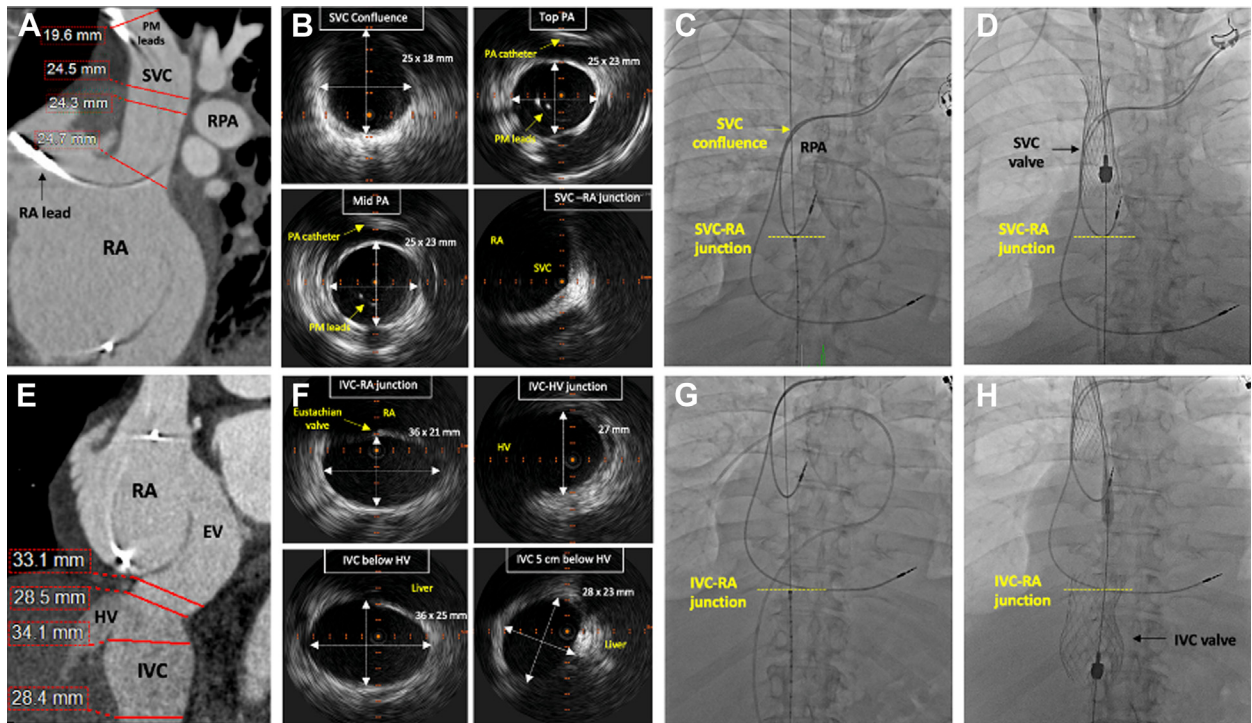 A
19.6 mm
PM
leads
24.5 mm
SVC
24.3 mm
RPA
24.7 mm
RA lead
RA
B
SVC Confluence
25 x 18 mm
Top PA
PA catheter
25 x 23 mm
PM leads
Mid PA
PA catheter
25 x 23 mm
PM leads
SVC –RA junction
RA
SVC
C
SVC
confluence
RPA
SVC-RA
junction
D
SVC
valve
SVC-RA
junction
E
RA
EV
33.1 mm
28.5 mm
HV
34.1 mm
IVC
28.4 mm
F
IVC-RA junction
Eustachian
valve
RA
36 x 21 mm
IVC-HV junction
27 mm
HV
IVC below HV
Liver
36 x 25 mm
IVC 5 cm below HV
28 x 23 mm
Liver
G
IVC-RA
junction
H
IVC-RA
junction
IVC valve